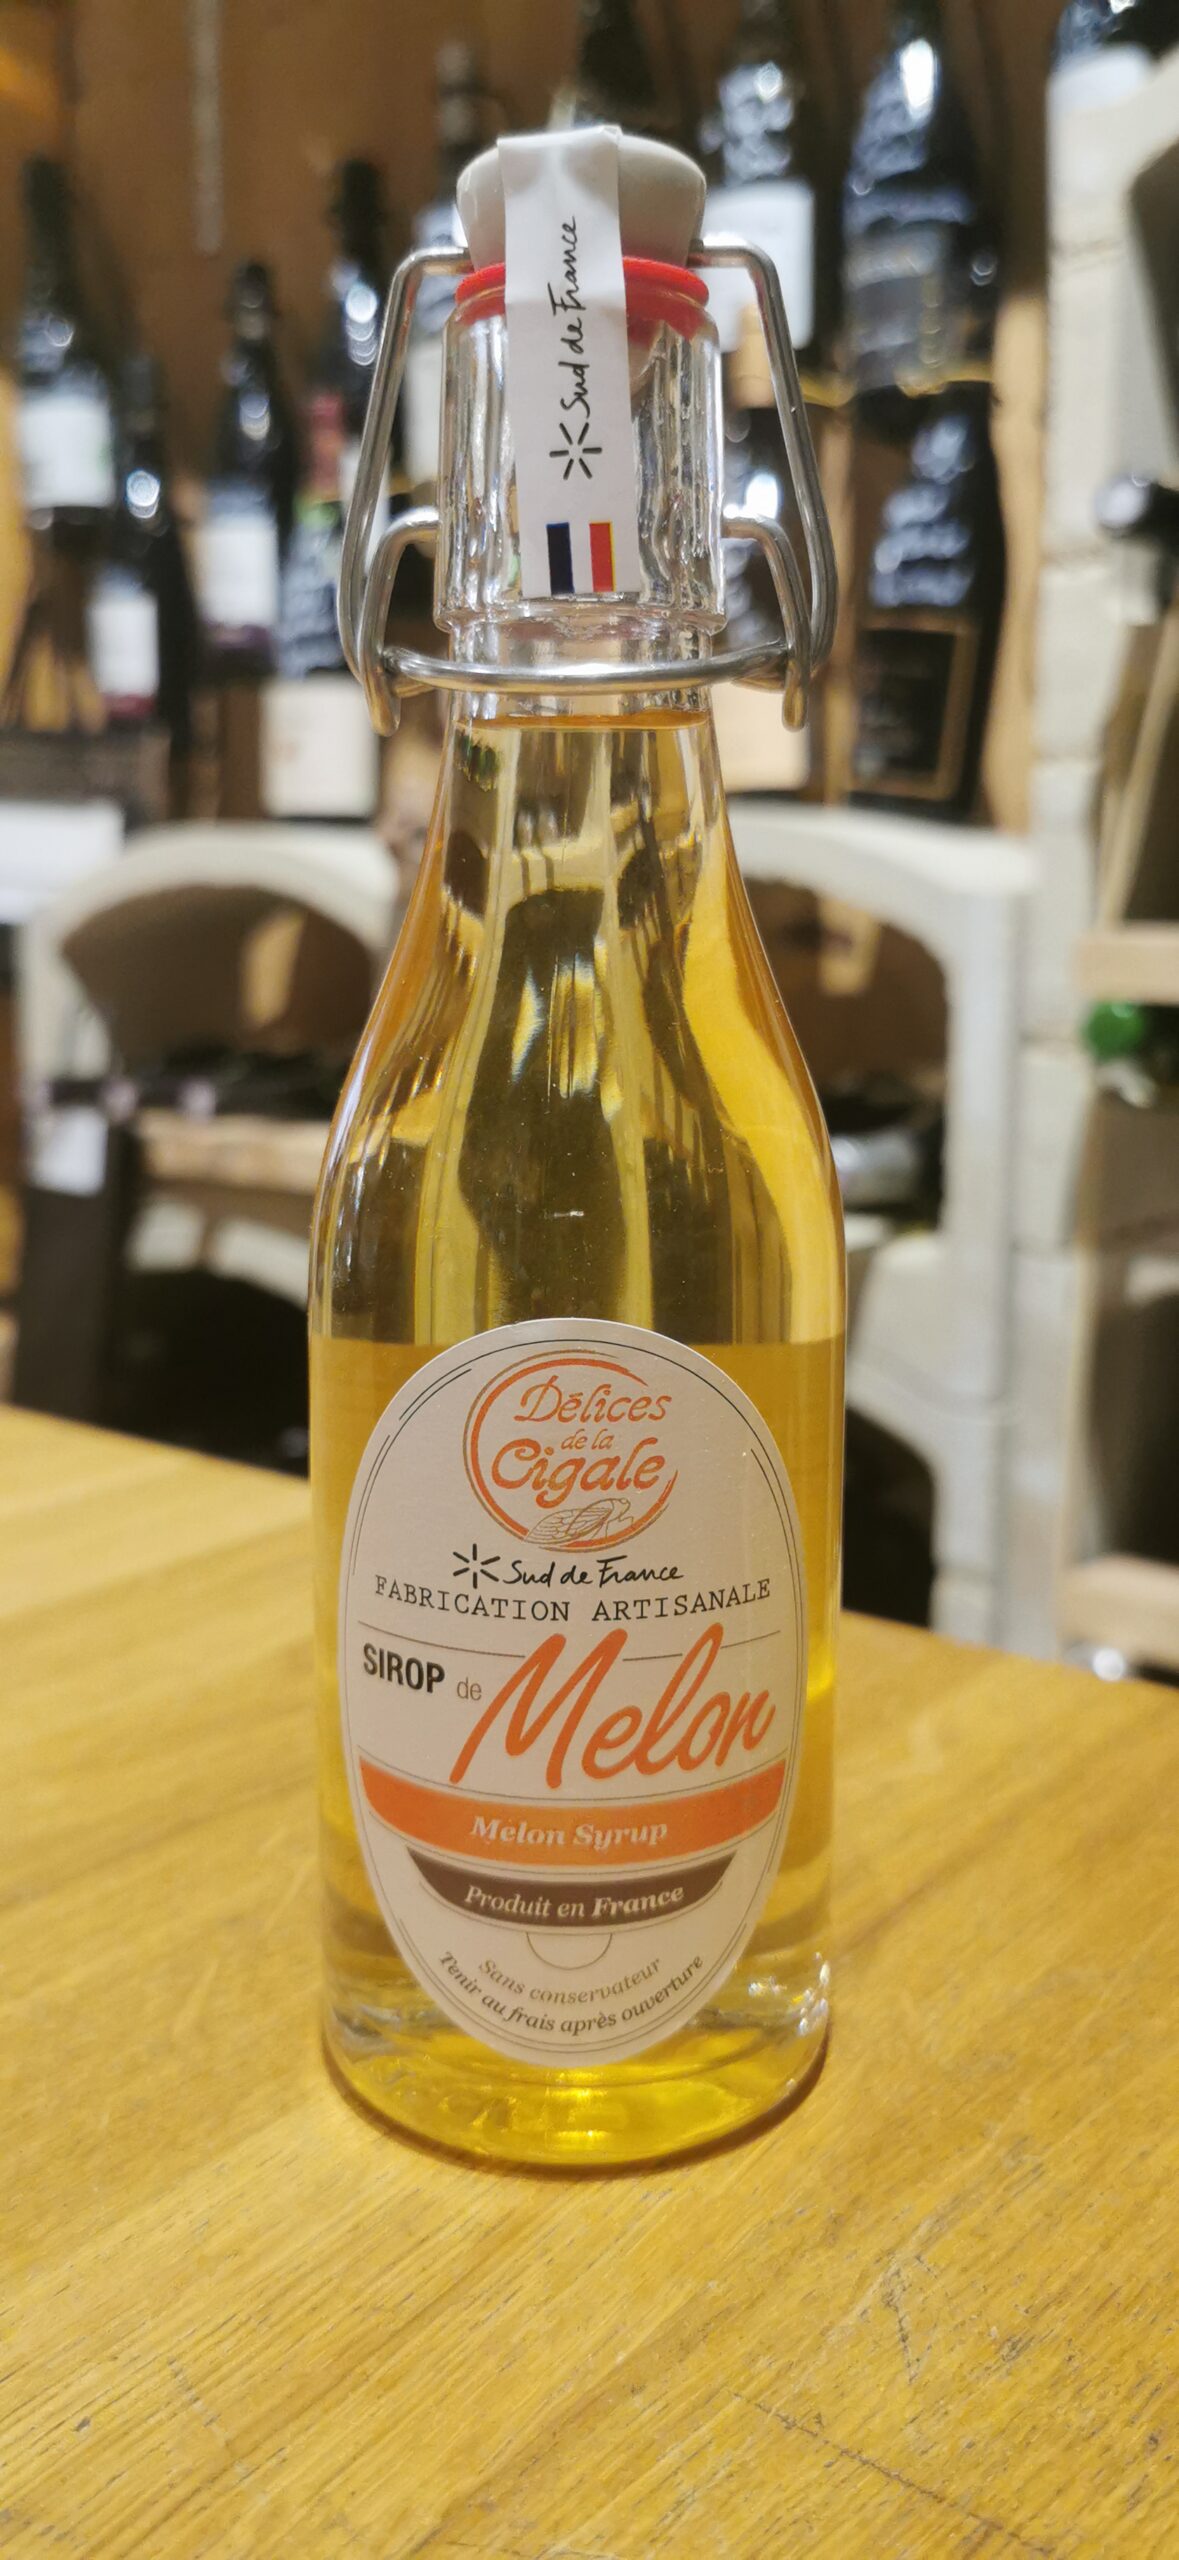 Sud de France
Délices
de la
Cigale
Sud de France
FABRICATION ARTISANALE
SIROP de Melon
Melon Syrup
Produit en France
Sans conservateur
Tenir au frais après ouverture